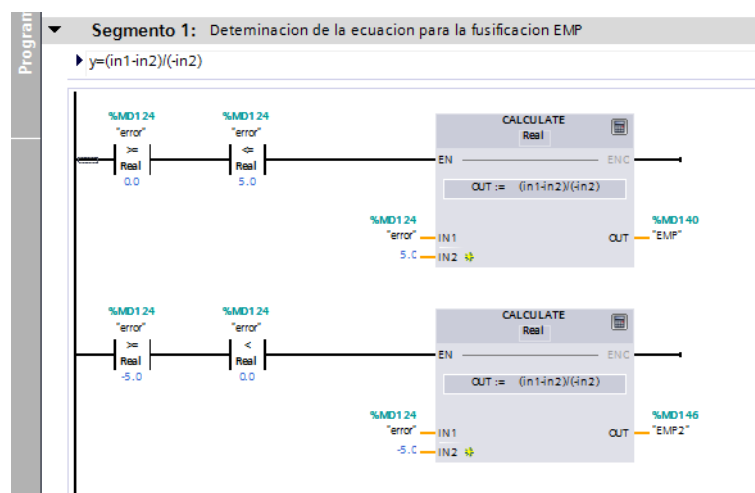 Program
Segmento 1: Deteminacion de la ecuacion para la fusificacion EMP
y=(in1-in2)/(-in2)
%MD124 %MD124 CALCULATE
"error" "error" Real
>= <=
Real Real EN ENC
0.0 5.0
OUT := (in1-in2)/(-in2)
%MD124 %MD140
"error" IN1 OUT "EMP"
5.0 IN2
%MD124 %MD124 CALCULATE
"error" "error" Real
>= <
Real Real EN ENC
-5.0 0.0
OUT := (in1-in2)/(-in2)
%MD124 %MD146
"error" IN1 OUT "EMP2"
-5.0 IN2